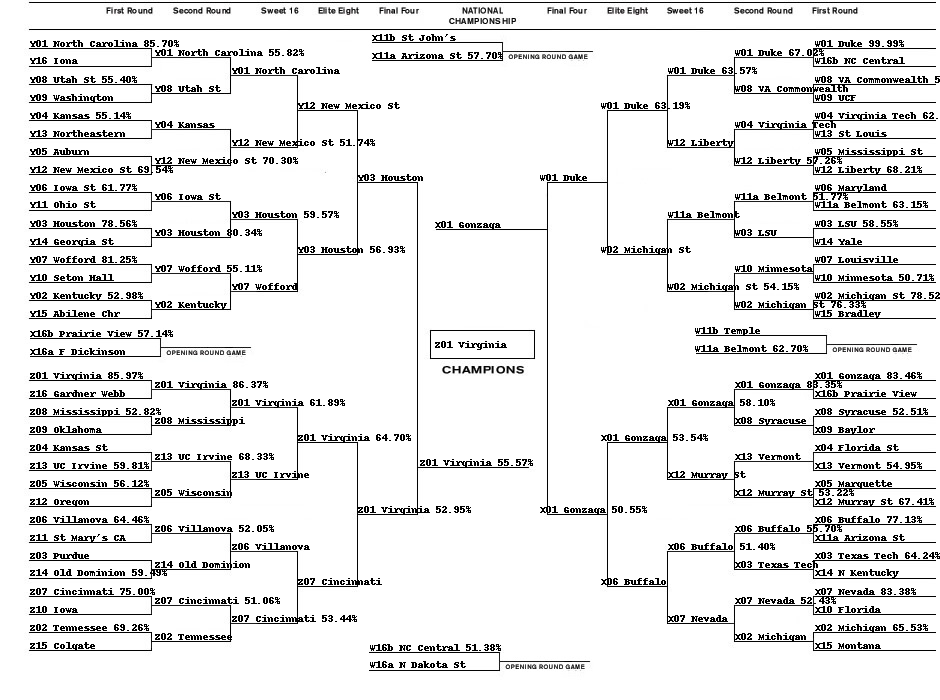 First Round Second Round Sweet 16 Elite Eight Final Four NATIONAL CHAMPIONSHIP Final Four Elite Eight Sweet 16 Second Round First Round
X11b St John's
X11a Arizona St 57.70% OPENING ROUND GAME
Y01 North Carolina 85.70%
Y16 Iona
Y08 Utah St 55.40%
Y09 Washington
Y04 Kansas 55.14%
Y13 Northeastern
Y05 Auburn
Y12 New Mexico St 69.54%
Y06 Iowa St 61.77%
Y11 Ohio St
Y03 Houston 78.56%
Y14 Georgia St
Y07 Wofford 81.25%
Y10 Seton Hall
Y02 Kentucky 52.98%
Y15 Abilene Chr
Y01 North Carolina 55.82%
Y08 Utah St
Y04 Kansas
Y12 New Mexico St 70.30%
Y06 Iowa St
Y03 Houston 80.34%
Y07 Wofford 55.11%
Y02 Kentucky
Y01 North Carolina
Y12 New Mexico St 51.74%
Y03 Houston 59.57%
Y07 Wofford
Y12 New Mexico St
Y03 Houston 56.93%
Y03 Houston
X16b Prairie View 57.14%
X16a F Dickinson OPENING ROUND GAME
Z01 Virginia 85.97%
Z16 Gardner Webb
Z08 Mississippi 52.82%
Z09 Oklahoma
Z04 Kansas St
Z13 UC Irvine 59.81%
Z05 Wisconsin 56.12%
Z12 Oregon
Z06 Villanova 64.46%
Z11 St Mary's CA
Z03 Purdue
Z14 Old Dominion 59.49%
Z07 Cincinnati 75.00%
Z10 Iowa
Z02 Tennessee 69.26%
Z15 Colgate
Z01 Virginia 86.37%
Z08 Mississippi
Z13 UC Irvine 68.33%
Z05 Wisconsin
Z06 Villanova 52.05%
Z14 Old Dominion
Z07 Cincinnati 51.06%
Z02 Tennessee
Z01 Virginia 61.89%
Z13 UC Irvine
Z06 Villanova
Z07 Cincinnati 53.44%
Z01 Virginia 64.70%
Z07 Cincinnati
Z01 Virginia 52.95%
Z01 Virginia 55.57%
X01 Gonzaga
Z01 Virginia
CHAMPIONS
W01 Duke
X01 Gonzaga 50.55%
W01 Duke 63.19%
W02 Michigan St
W01 Duke 63.57%
W12 Liberty
W11a Belmont
W02 Michigan St 54.15%
W01 Duke 67.02%
W08 VA Commonwealth
W04 Virginia Tech
W12 Liberty 57.26%
W11a Belmont 51.77%
W03 LSU
W10 Minnesota
W02 Michigan St 76.33%
W01 Duke 99.99%
W16b NC Central
W08 VA Commonwealth 5
W09 UCF
W04 Virginia Tech 62.
W13 St Louis
W05 Mississippi St
W12 Liberty 68.21%
W06 Maryland
W11a Belmont 63.15%
W03 LSU 58.55%
W14 Yale
W07 Louisville
W10 Minnesota 50.71%
W02 Michigan St 78.52
W15 Bradley
W11b Temple
W11a Belmont 62.70% OPENING ROUND GAME
X01 Gonzaga 53.54%
X06 Buffalo
X01 Gonzaga 58.10%
X12 Murray St
X06 Buffalo 51.40%
X07 Nevada
X01 Gonzaga 83.35%
X08 Syracuse
X13 Vermont
X12 Murray St 53.22%
X06 Buffalo 55.70%
X03 Texas Tech
X07 Nevada 52.43%
X02 Michigan
X01 Gonzaga 83.46%
X16b Prairie View
X08 Syracuse 52.51%
X09 Baylor
X04 Florida St
X13 Vermont 54.95%
X05 Marquette
X12 Murray St 67.41%
X06 Buffalo 77.13%
X11a Arizona St
X03 Texas Tech 64.24%
X14 N Kentucky
X07 Nevada 83.38%
X10 Florida
X02 Michigan 65.53%
X15 Montana
W16b NC Central 51.38%
W16a N Dakota St OPENING ROUND GAME